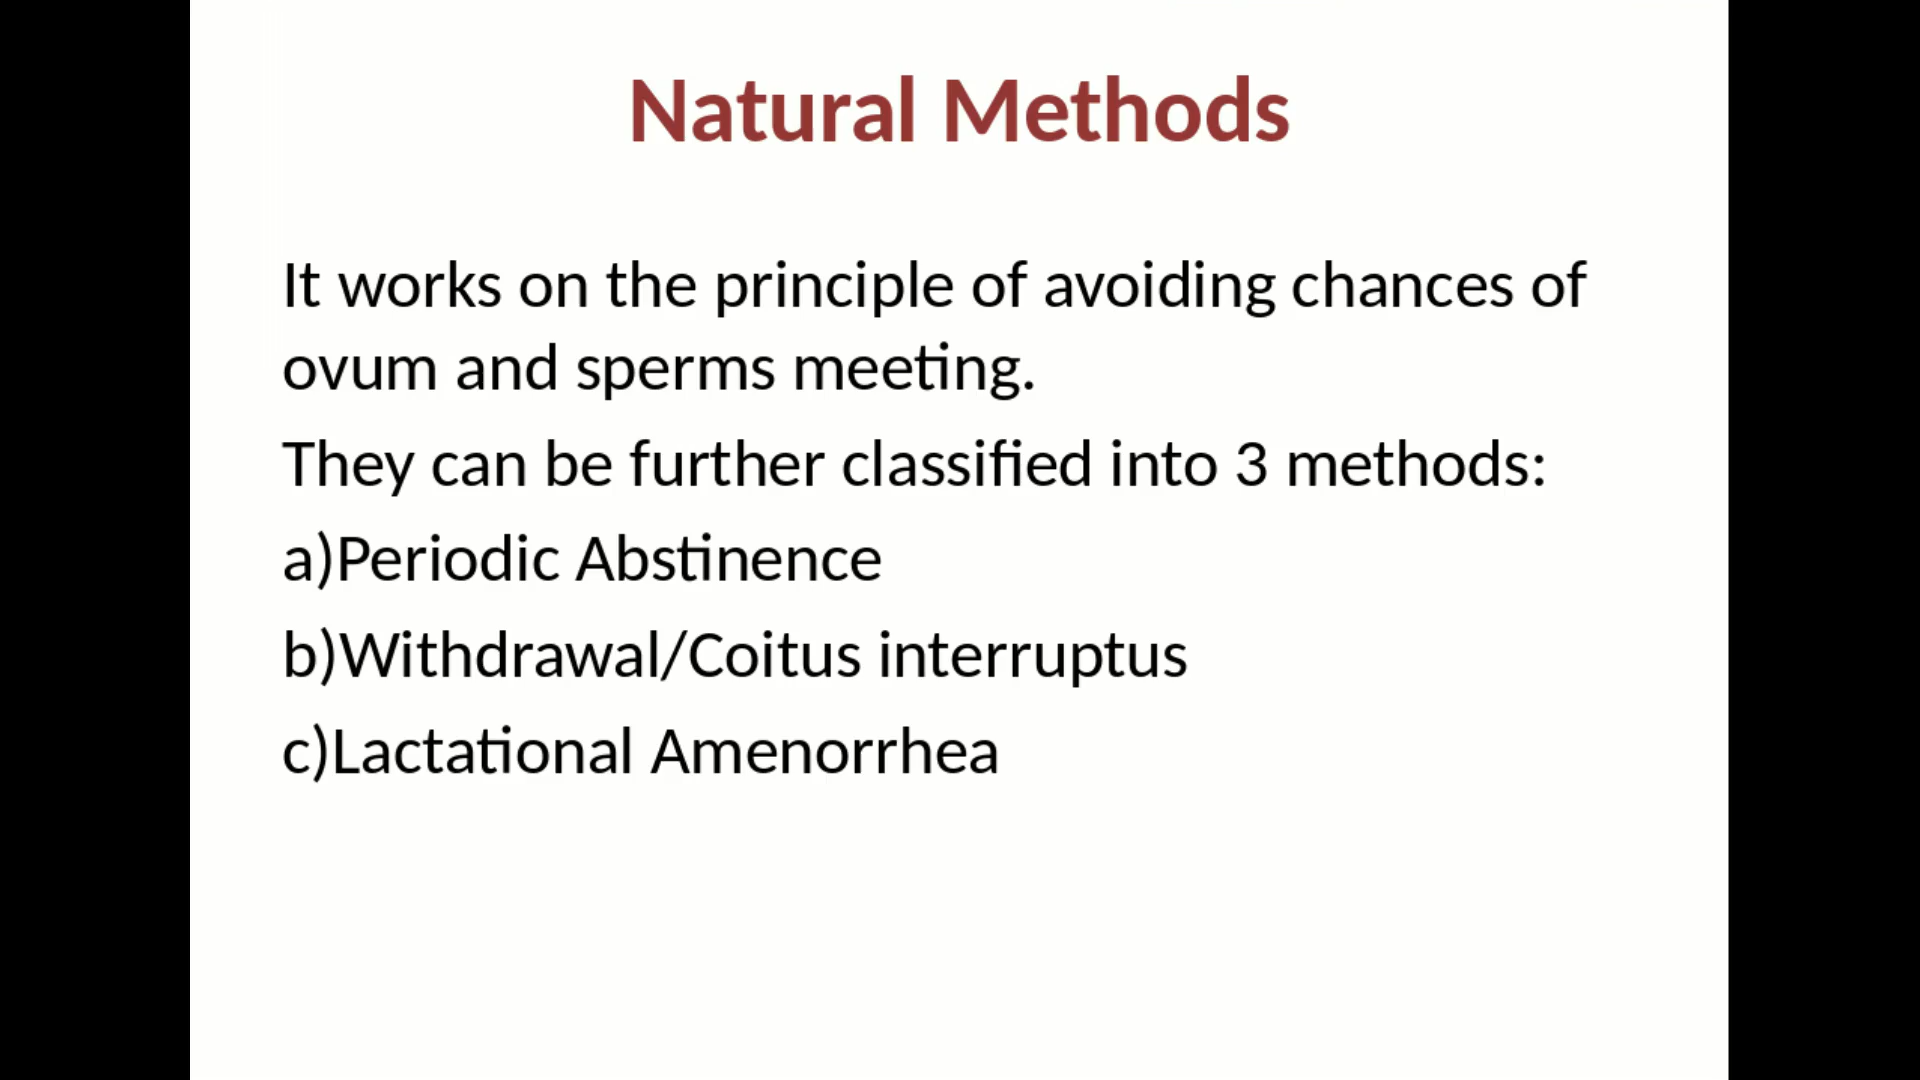 Natural Methods
It works on the principle of avoiding chances of
ovum and sperms meeting.
They can be further classified into 3 methods:
a)Periodic Abstinence
b)Withdrawal/Coitus interruptus
c)Lactational Amenorrhea